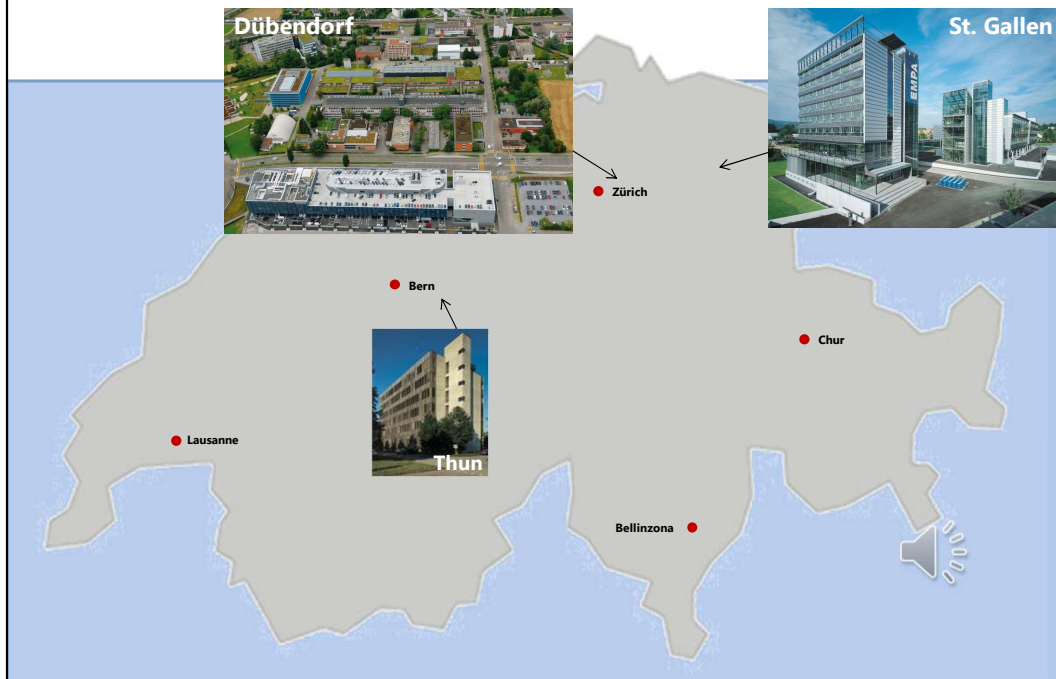 Dübendorf
St. Gallen
EMPA
Zürich
Bern
Chur
Lausanne
Thun
Bellinzona